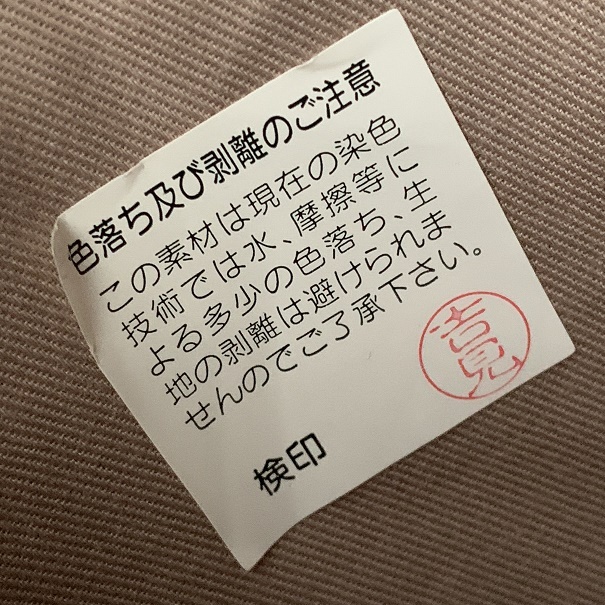 色落ち及び剥離のご注意
この素材は現在の染色
技術では水、摩擦等に
よる多少の色落ち、生
地の剥離は避けられま
せんのでご了承下さい。
吉見
検印